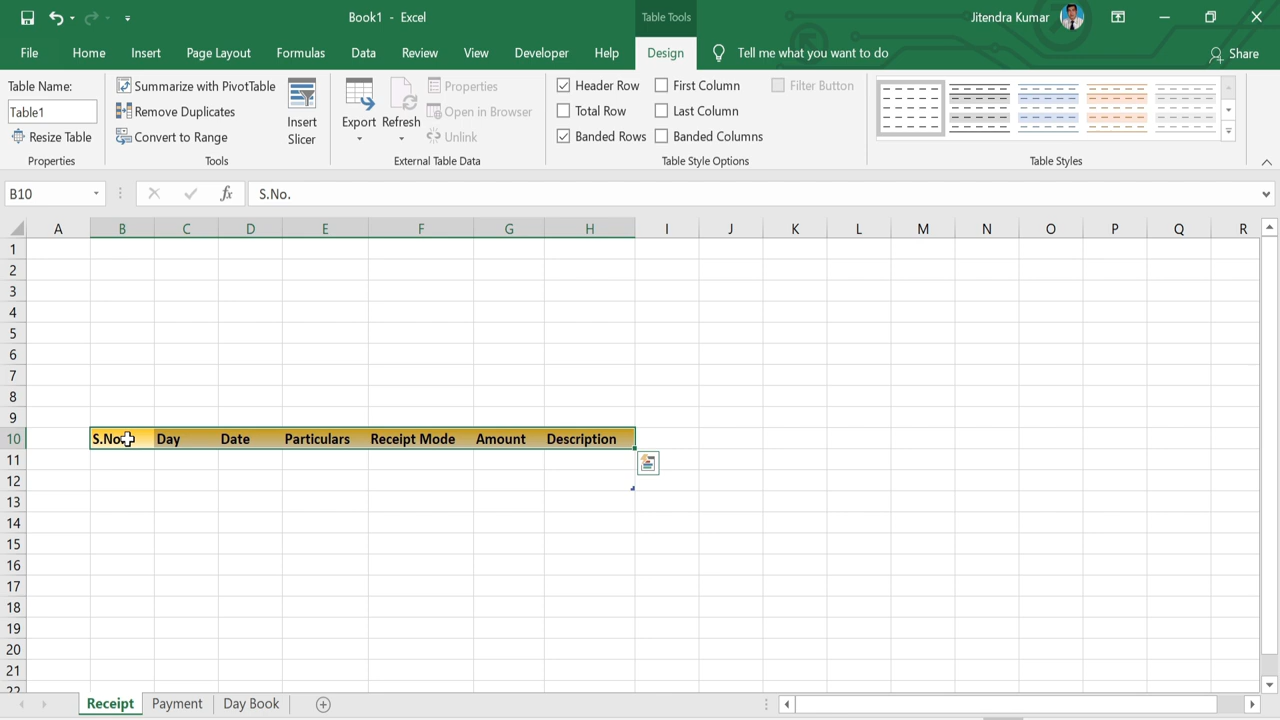 Book1 - Excel
Table Tools
Jitendra Kumar
File Home Insert Page Layout Formulas Data Review View Developer Help Design Tell me what you want to do Share
Table Name:
Table1
Resize Table
Properties
Summarize with PivotTable
Remove Duplicates
Convert to Range
Tools
Insert
Slicer
Export
Refresh
Properties
Open in Browser
Unlink
External Table Data
Header Row
First Column
Filter Button
Total Row
Last Column
Banded Rows
Banded Columns
Table Style Options
Table Styles
B10
fx
S.No.
A B C D E F G H I J K L M N O P Q R
1
2
3
4
5
6
7
8
9
10 S.No. Day Date Particulars Receipt Mode Amount Description
11
12
13
14
15
16
17
18
19
20
21
22
Receipt Payment Day Book